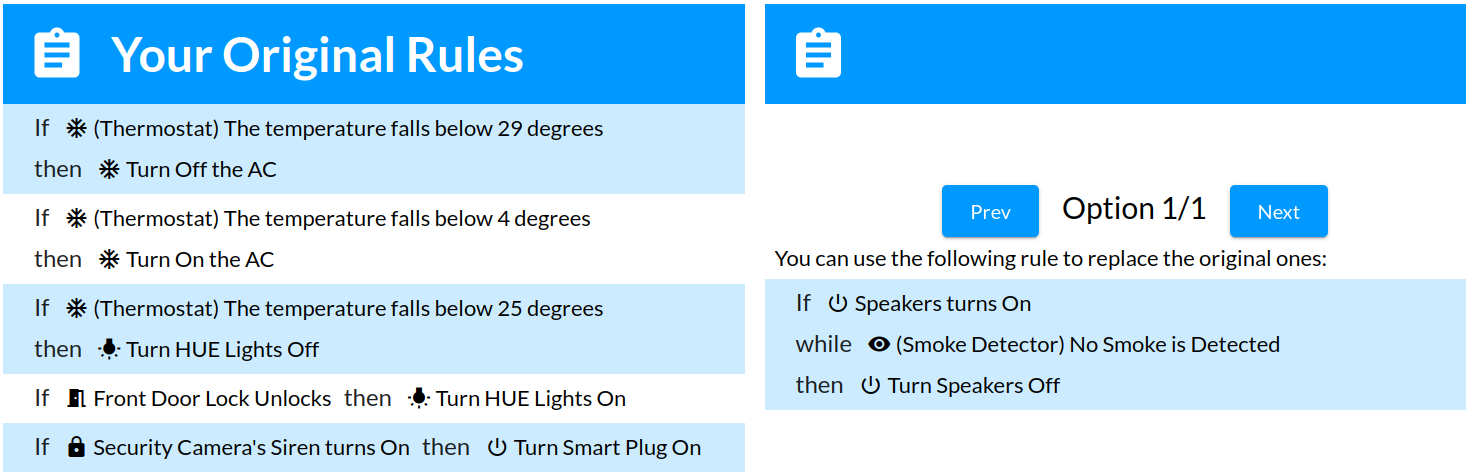 Your Original Rules
If (Thermostat) The temperature falls below 29 degrees
then Turn Off the AC
If (Thermostat) The temperature falls below 4 degrees
then Turn On the AC
If (Thermostat) The temperature falls below 25 degrees
then Turn HUE Lights Off
If Front Door Lock Unlocks then Turn HUE Lights On
If Security Camera's Siren turns On then Turn Smart Plug On
Prev Option 1/1 Next
You can use the following rule to replace the original ones:
If Speakers turns On
while (Smoke Detector) No Smoke is Detected
then Turn Speakers Off